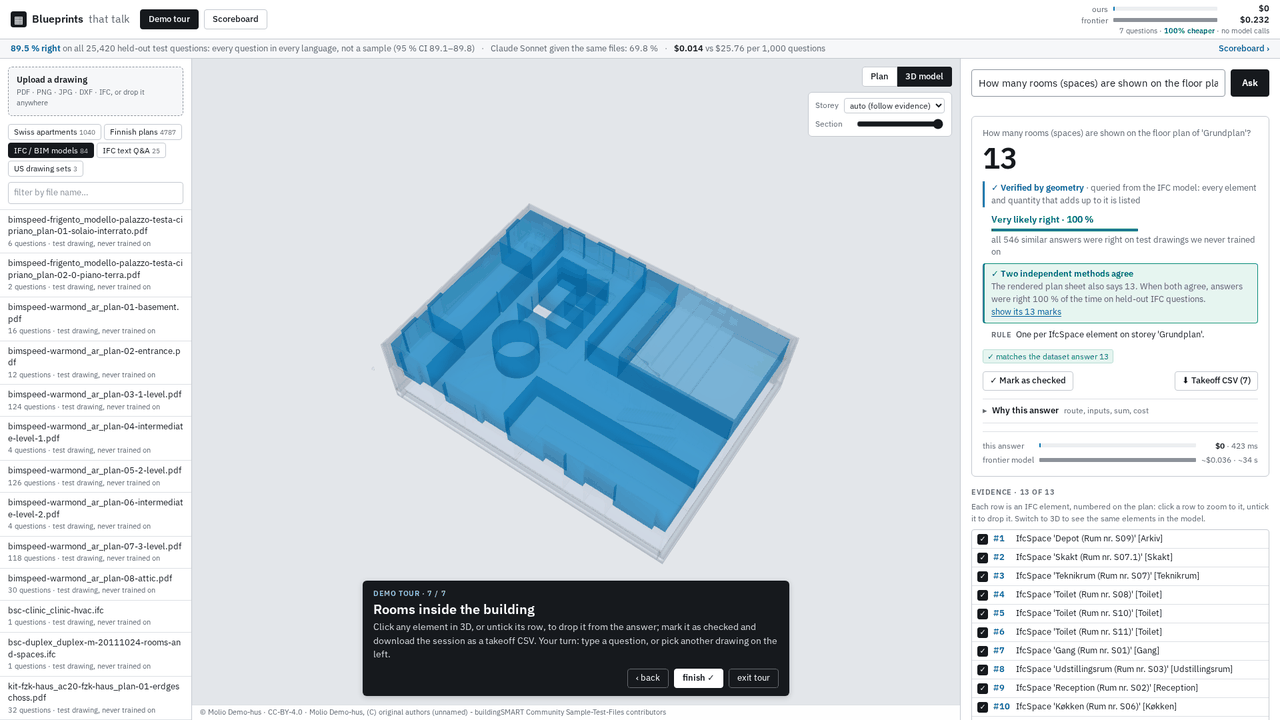 Blueprints that talk
Demo tour
Scoreboard
ours $0
frontier $0.232
7 questions · 100% cheaper · no model calls
89.5 % right on all 25,420 held-out test questions: every question in every language, not a sample (95 % CI 89.1–89.8) · Claude Sonnet given the same files: 69.8 % · $0.014 vs $25.76 per 1,000 questions
Scoreboard ›
Upload a drawing
PDF · PNG · JPG · DXF · IFC, or drop it
anywhere
Swiss apartments 1040
Finnish plans 4787
IFC / BIM models 84
IFC text Q&A 25
US drawing sets 3
filter by file name...
bimspeed-frigento_modello-palazzo-testa-ci
priano_plan-01-solaio-interrato.pdf
6 questions · test drawing, never trained on
bimspeed-frigento_modello-palazzo-testa-ci
priano_plan-02-0-piano-terra.pdf
2 questions · test drawing, never trained on
bimspeed-warmond_ar_plan-01-basement.
pdf
16 questions · test drawing, never trained on
bimspeed-warmond_ar_plan-02-entrance.p
df
12 questions · test drawing, never trained on
bimspeed-warmond_ar_plan-03-1-level.pdf
124 questions · test drawing, never trained on
bimspeed-warmond_ar_plan-04-intermediat
e-level-1.pdf
4 questions · test drawing, never trained on
bimspeed-warmond_ar_plan-05-2-level.pdf
126 questions · test drawing, never trained on
bimspeed-warmond_ar_plan-06-intermediat
e-level-2.pdf
4 questions · test drawing, never trained on
bimspeed-warmond_ar_plan-07-3-level.pdf
118 questions · test drawing, never trained on
bimspeed-warmond_ar_plan-08-attic.pdf
30 questions · test drawing, never trained on
bsc-clinic_clinic-hvac.ifc
1 questions · test drawing, never trained on
bsc-duplex_duplex-m-20111024-rooms-an
d-spaces.ifc
1 questions · test drawing, never trained on
kit-fzk-haus_ac20-fzk-haus_plan-01-erdges
choss.pdf
32 questions · test drawing, never trained on
Plan
3D model
Storey auto (follow evidence)
Section
DEMO TOUR · 7 / 7
Rooms inside the building
Click any element in 3D, or untick its row, to drop it from the answer; mark it as checked and
download the session as a takeoff CSV. Your turn: type a question, or pick another drawing on the
left.
‹ back
finish ✓
exit tour
© Molio Demo-hus · CC-BY-4.0 · Molio Demo-hus, (C) original authors (unnamed) - buildingSMART Community Sample-Test-Files contributors
How many rooms (spaces) are shown on the floor pla
Ask
How many rooms (spaces) are shown on the floor plan of 'Grundplan'?
13
✓ Verified by geometry · queried from the IFC model: every element
and quantity that adds up to it is listed
Very likely right · 100 %
all 546 similar answers were right on test drawings we never trained
on
✓ Two independent methods agree
The rendered plan sheet also says 13. When both agree, answers
were right 100 % of the time on held-out IFC questions.
show its 13 marks
RULE One per IfcSpace element on storey 'Grundplan'.
✓ matches the dataset answer 13
✓ Mark as checked
⬇ Takeoff CSV (7)
▸ Why this answer route, inputs, sum, cost
this answer $0 · 423 ms
frontier model ~$0.036 · ~34 s
EVIDENCE · 13 OF 13
Each row is an IFC element, numbered on the plan: click a row to zoom to it, untick
it to drop it. Switch to 3D to see the same elements in the model.
✓ #1 IfcSpace 'Depot (Rum nr. S09)' [Arkiv]
✓ #2 IfcSpace 'Skakt (Rum nr. S07.1)' [Skakt]
✓ #3 IfcSpace 'Teknikrum (Rum nr. S07)' [Teknikrum]
✓ #4 IfcSpace 'Toilet (Rum nr. S08)' [Toilet]
✓ #5 IfcSpace 'Toilet (Rum nr. S10)' [Toilet]
✓ #6 IfcSpace 'Toilet (Rum nr. S11)' [Toilet]
✓ #7 IfcSpace 'Gang (Rum nr. S01)' [Gang]
✓ #8 IfcSpace 'Udstillingsrum (Rum nr. S03)' [Udstillingsrum]
✓ #9 IfcSpace 'Reception (Rum nr. S02)' [Reception]
✓ #10 IfcSpace 'Køkken (Rum nr. S06)' [Køkken]